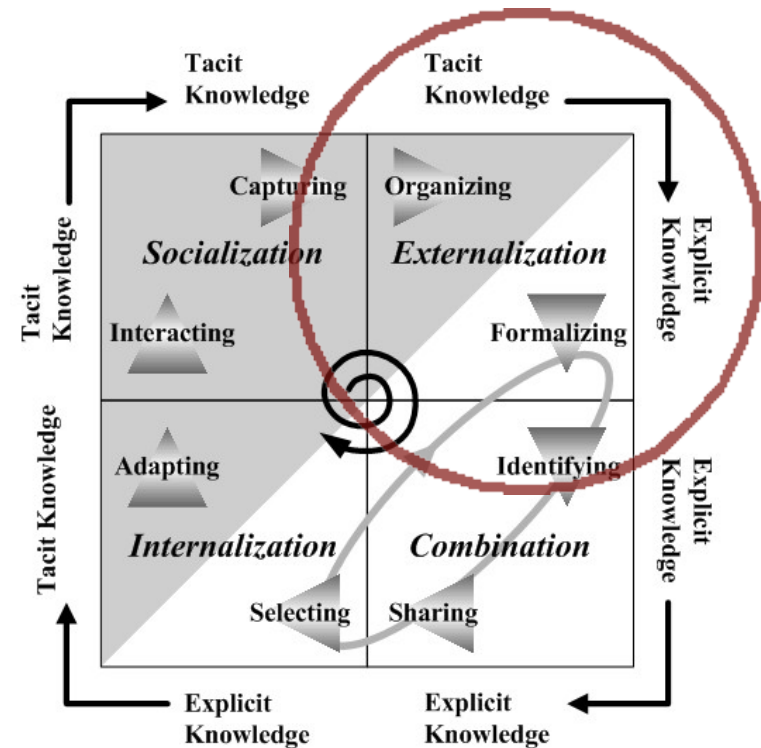 Tacit
Knowledge
Tacit
Knowledge
Capturing
Organizing
Socialization
Externalization
Tacit
Knowledge
Explicit
Knowledge
Interacting
Formalizing
Adapting
Identifying
Tacit Knowledge
Explicit
Knowledge
Internalization
Combination
Selecting
Sharing
Explicit
Knowledge
Explicit
Knowledge